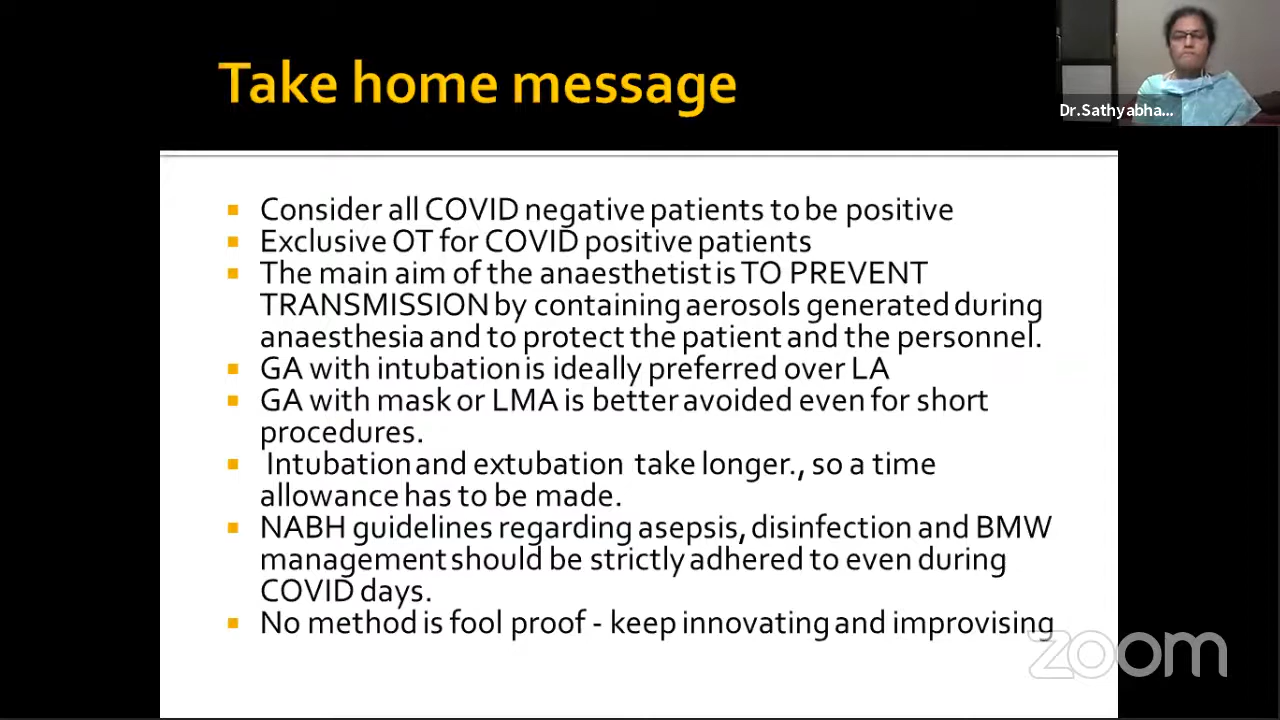 Take home message
Dr.Sathyabha...
Consider all COVID negative patients to be positive
Exclusive OT for COVID positive patients
The main aim of the anaesthetist is TO PREVENT
TRANSMISSION by containing aerosols generated during
anaesthesia and to protect the patient and the personnel.
GA with intubation is ideally preferred over LA
GA with mask or LMA is better avoided even for short
procedures.
Intubation and extubation take longer., so a time
allowance has to be made.
NABH guidelines regarding asepsis, disinfection and BMW
management should be strictly adhered to even during
COVID days.
No method is fool proof - keep innovating and improvising
zoom